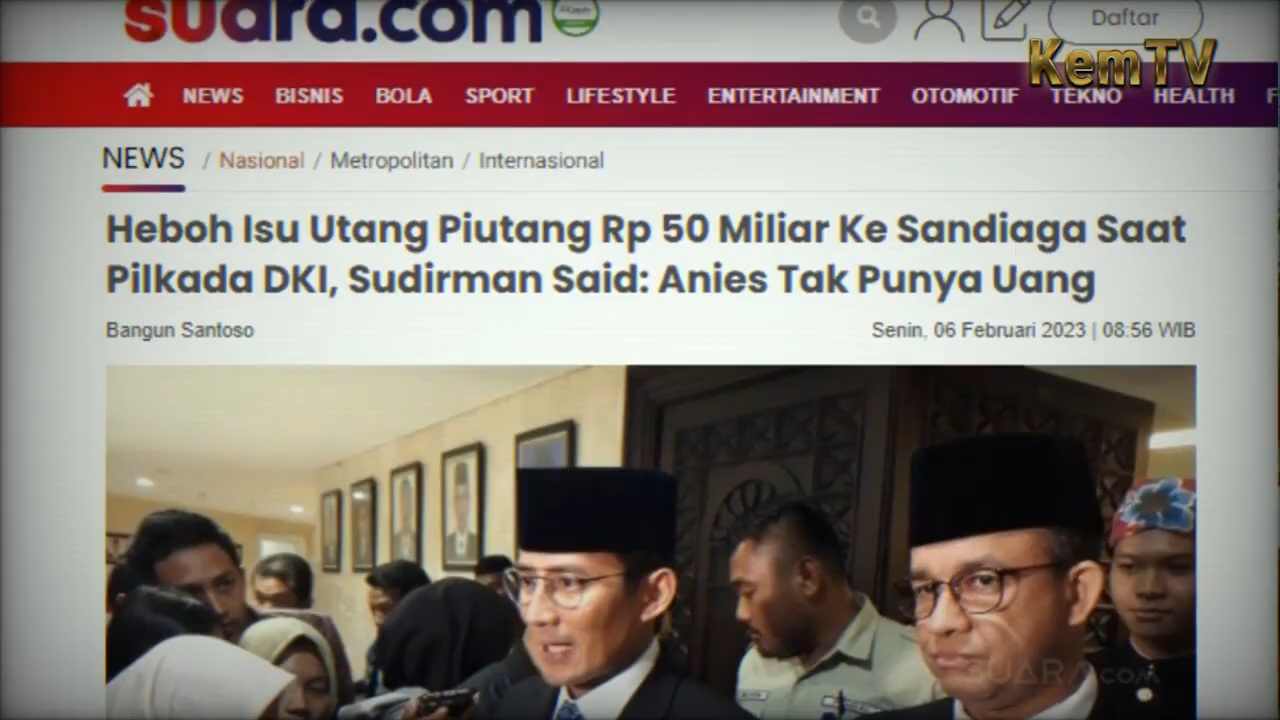 suara.com
Daftar
KemTV
NEWS BISNIS BOLA SPORT LIFESTYLE ENTERTAINMENT OTOMOTIF TEKNO HEALTH F
NEWS / Nasional / Metropolitan / Internasional
Heboh Isu Utang Piutang Rp 50 Miliar Ke Sandiaga Saat
Pilkada DKI, Sudirman Said: Anies Tak Punya Uang
Bangun Santoso
Senin, 06 Februari 2023 | 08:56 WIB
SUARA.com